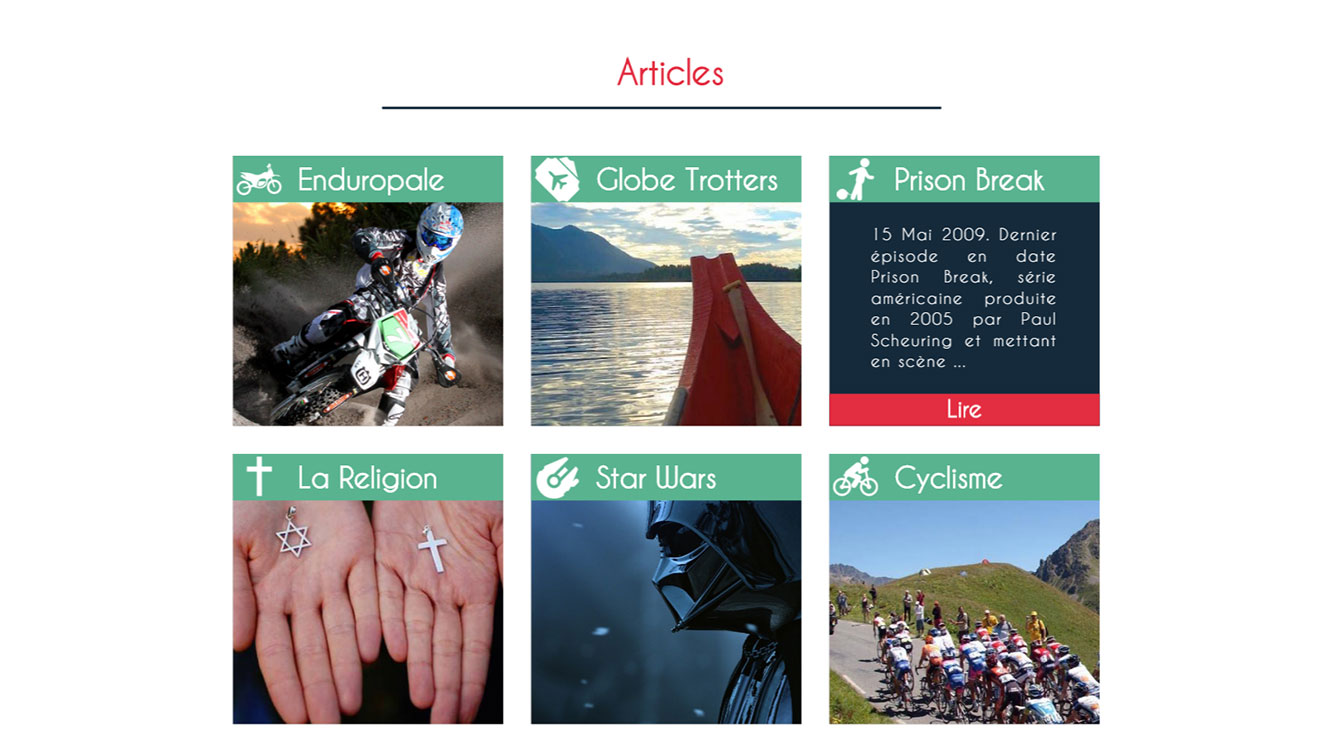 Articles
Enduropale
Globe Trotters
Prison Break
15 Mai 2009. Dernier
épisode en date
Prison Break, série
américaine produite
en 2005 par Paul
Scheuring et mettant
en scène ...
Lire
La Religion
Star Wars
Cyclisme